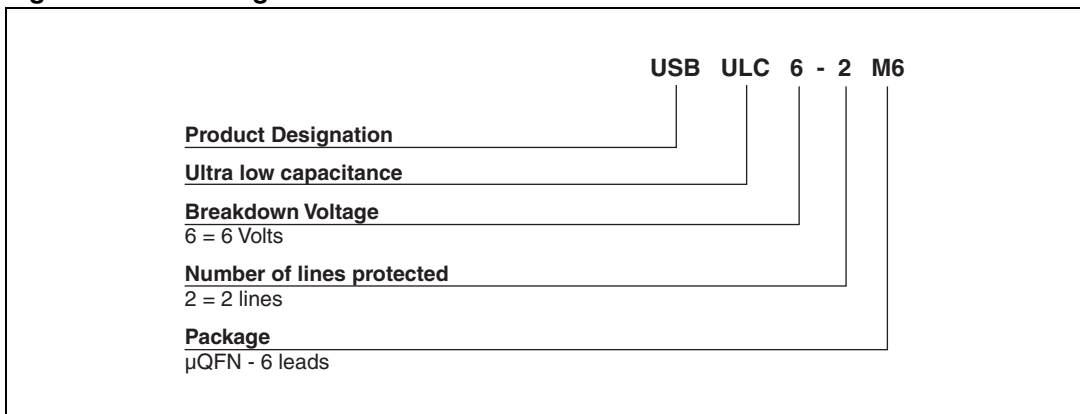 USB ULC 6 - 2 M6
Product Designation
Ultra low capacitance
Breakdown Voltage
6 = 6 Volts
Number of lines protected
2 = 2 lines
Package
µQFN - 6 leads